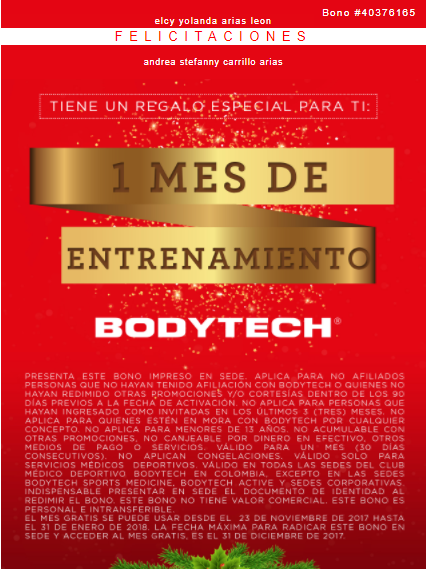 Bono #40376165
elcy yolanda arias leon
FELICITACIONES
andrea stefanny carrillo arias
TIENE UN REGALO ESPECIAL PARA TI:
1 MES DE
ENTRENAMIENTO
BODYTECH®
PRESENTA ESTE BONO IMPRESO EN SEDE. APLICA PARA NO AFILIADOS
PERSONAS QUE NO HAYAN TENIDO AFILIACIÓN CON BODYTECH O QUIENES NO
HAYAN REDIMIDO OTRAS PROMOCIONES Y/O CORTESÍAS DENTRO DE LOS 90
DÍAS PREVIOS A LA FECHA DE ACTIVACIÓN. NO APLICA PARA PERSONAS QUE
HAYAN INGRESADO COMO INVITADAS EN LOS ÚLTIMOS 3 (TRES) MESES. NO
APLICA PARA QUIENES ESTÉN EN MORA CON BODYTECH POR CUALQUIER
CONCEPTO. NO APLICA PARA MENORES DE 13 AÑOS. NO ACUMULABLE CON
OTRAS PROMOCIONES, NO CANJEABLE POR DINERO EN EFECTIVO, OTROS
MEDIOS DE PAGO O SERVICIOS. VÁLIDO PARA UN MES (30 DÍAS
CONSECUTIVOS). NO APLICAN CONGELACIONES. VÁLIDO SOLO PARA
SERVICIOS MÉDICOS DEPORTIVOS. VÁLIDO EN TODAS LAS SEDES DEL CLUB
MÉDICO DEPORTIVO BODYTECH EN COLOMBIA, EXCEPTO EN LAS SEDES
BODYTECH SPORTS MEDICINE, BODYTECH ACTIVE Y SEDES CORPORATIVAS.
INDISPENSABLE PRESENTAR EN SEDE EL DOCUMENTO DE IDENTIDAD AL
REDIMIR EL BONO. ESTE BONO NO TIENE VALOR COMERCIAL. ESTE BONO ES
PERSONAL E INTRANSFERIBLE.
EL MES GRATIS SE PUEDE USAR DESDE EL 23 DE NOVIEMBRE DE 2017 HASTA
EL 31 DE ENERO DE 2018. LA FECHA MÁXIMA PARA RADICAR ESTE BONO EN
SEDE Y ACCEDER AL MES GRATIS, ES EL 31 DE DICIEMBRE DE 2017.